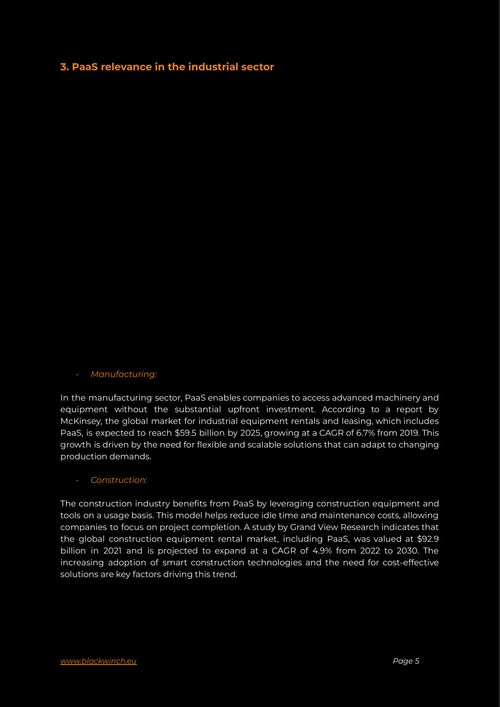 3. PaaS relevance in the industrial sector
- Manufacturing:
In the manufacturing sector, PaaS enables companies to access advanced machinery and
equipment without the substantial upfront investment. According to a report by
McKinsey, the global market for industrial equipment rentals and leasing, which includes
PaaS, is expected to reach $59.5 billion by 2025, growing at a CAGR of 6.7% from 2019. This
growth is driven by the need for flexible and scalable solutions that can adapt to changing
production demands.
- Construction:
The construction industry benefits from PaaS by leveraging construction equipment and
tools on a usage basis. This model helps reduce idle time and maintenance costs, allowing
companies to focus on project completion. A study by Grand View Research indicates that
the global construction equipment rental market, including PaaS, was valued at $92.9
billion in 2021 and is projected to expand at a CAGR of 4.9% from 2022 to 2030. The
increasing adoption of smart construction technologies and the need for cost-effective
solutions are key factors driving this trend.
www.blackwinch.eu Page 5